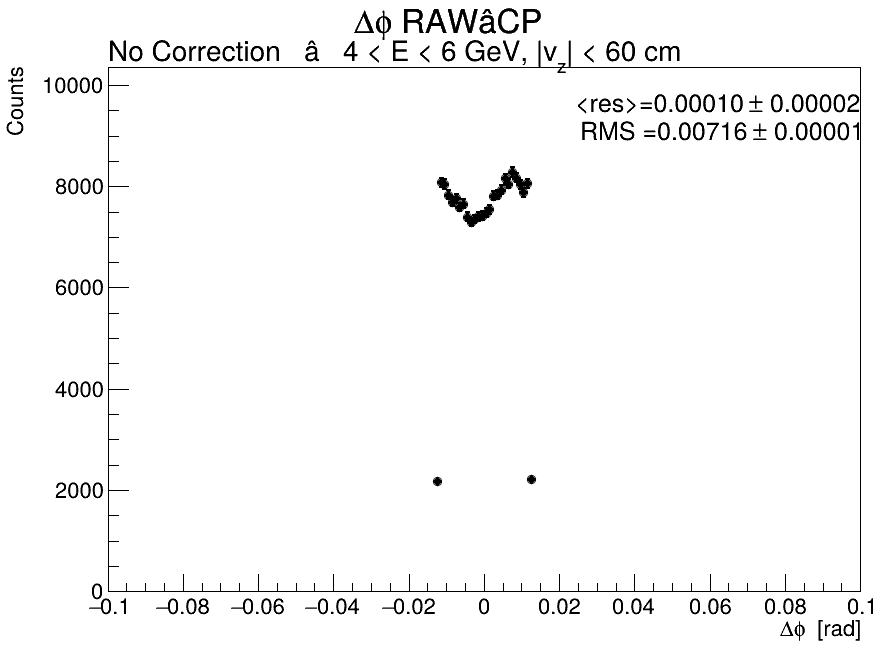 Δϕ RAWâCP
No Correction â 4 < E < 6 GeV, |v_z| < 60 cm
Counts
<res>=0.00010 ± 0.00002
RMS =0.00716 ± 0.00001
10000
8000
6000
4000
2000
0
−0.1 −0.08 −0.06 −0.04 −0.02 0 0.02 0.04 0.06 0.08 0.1
Δϕ [rad]